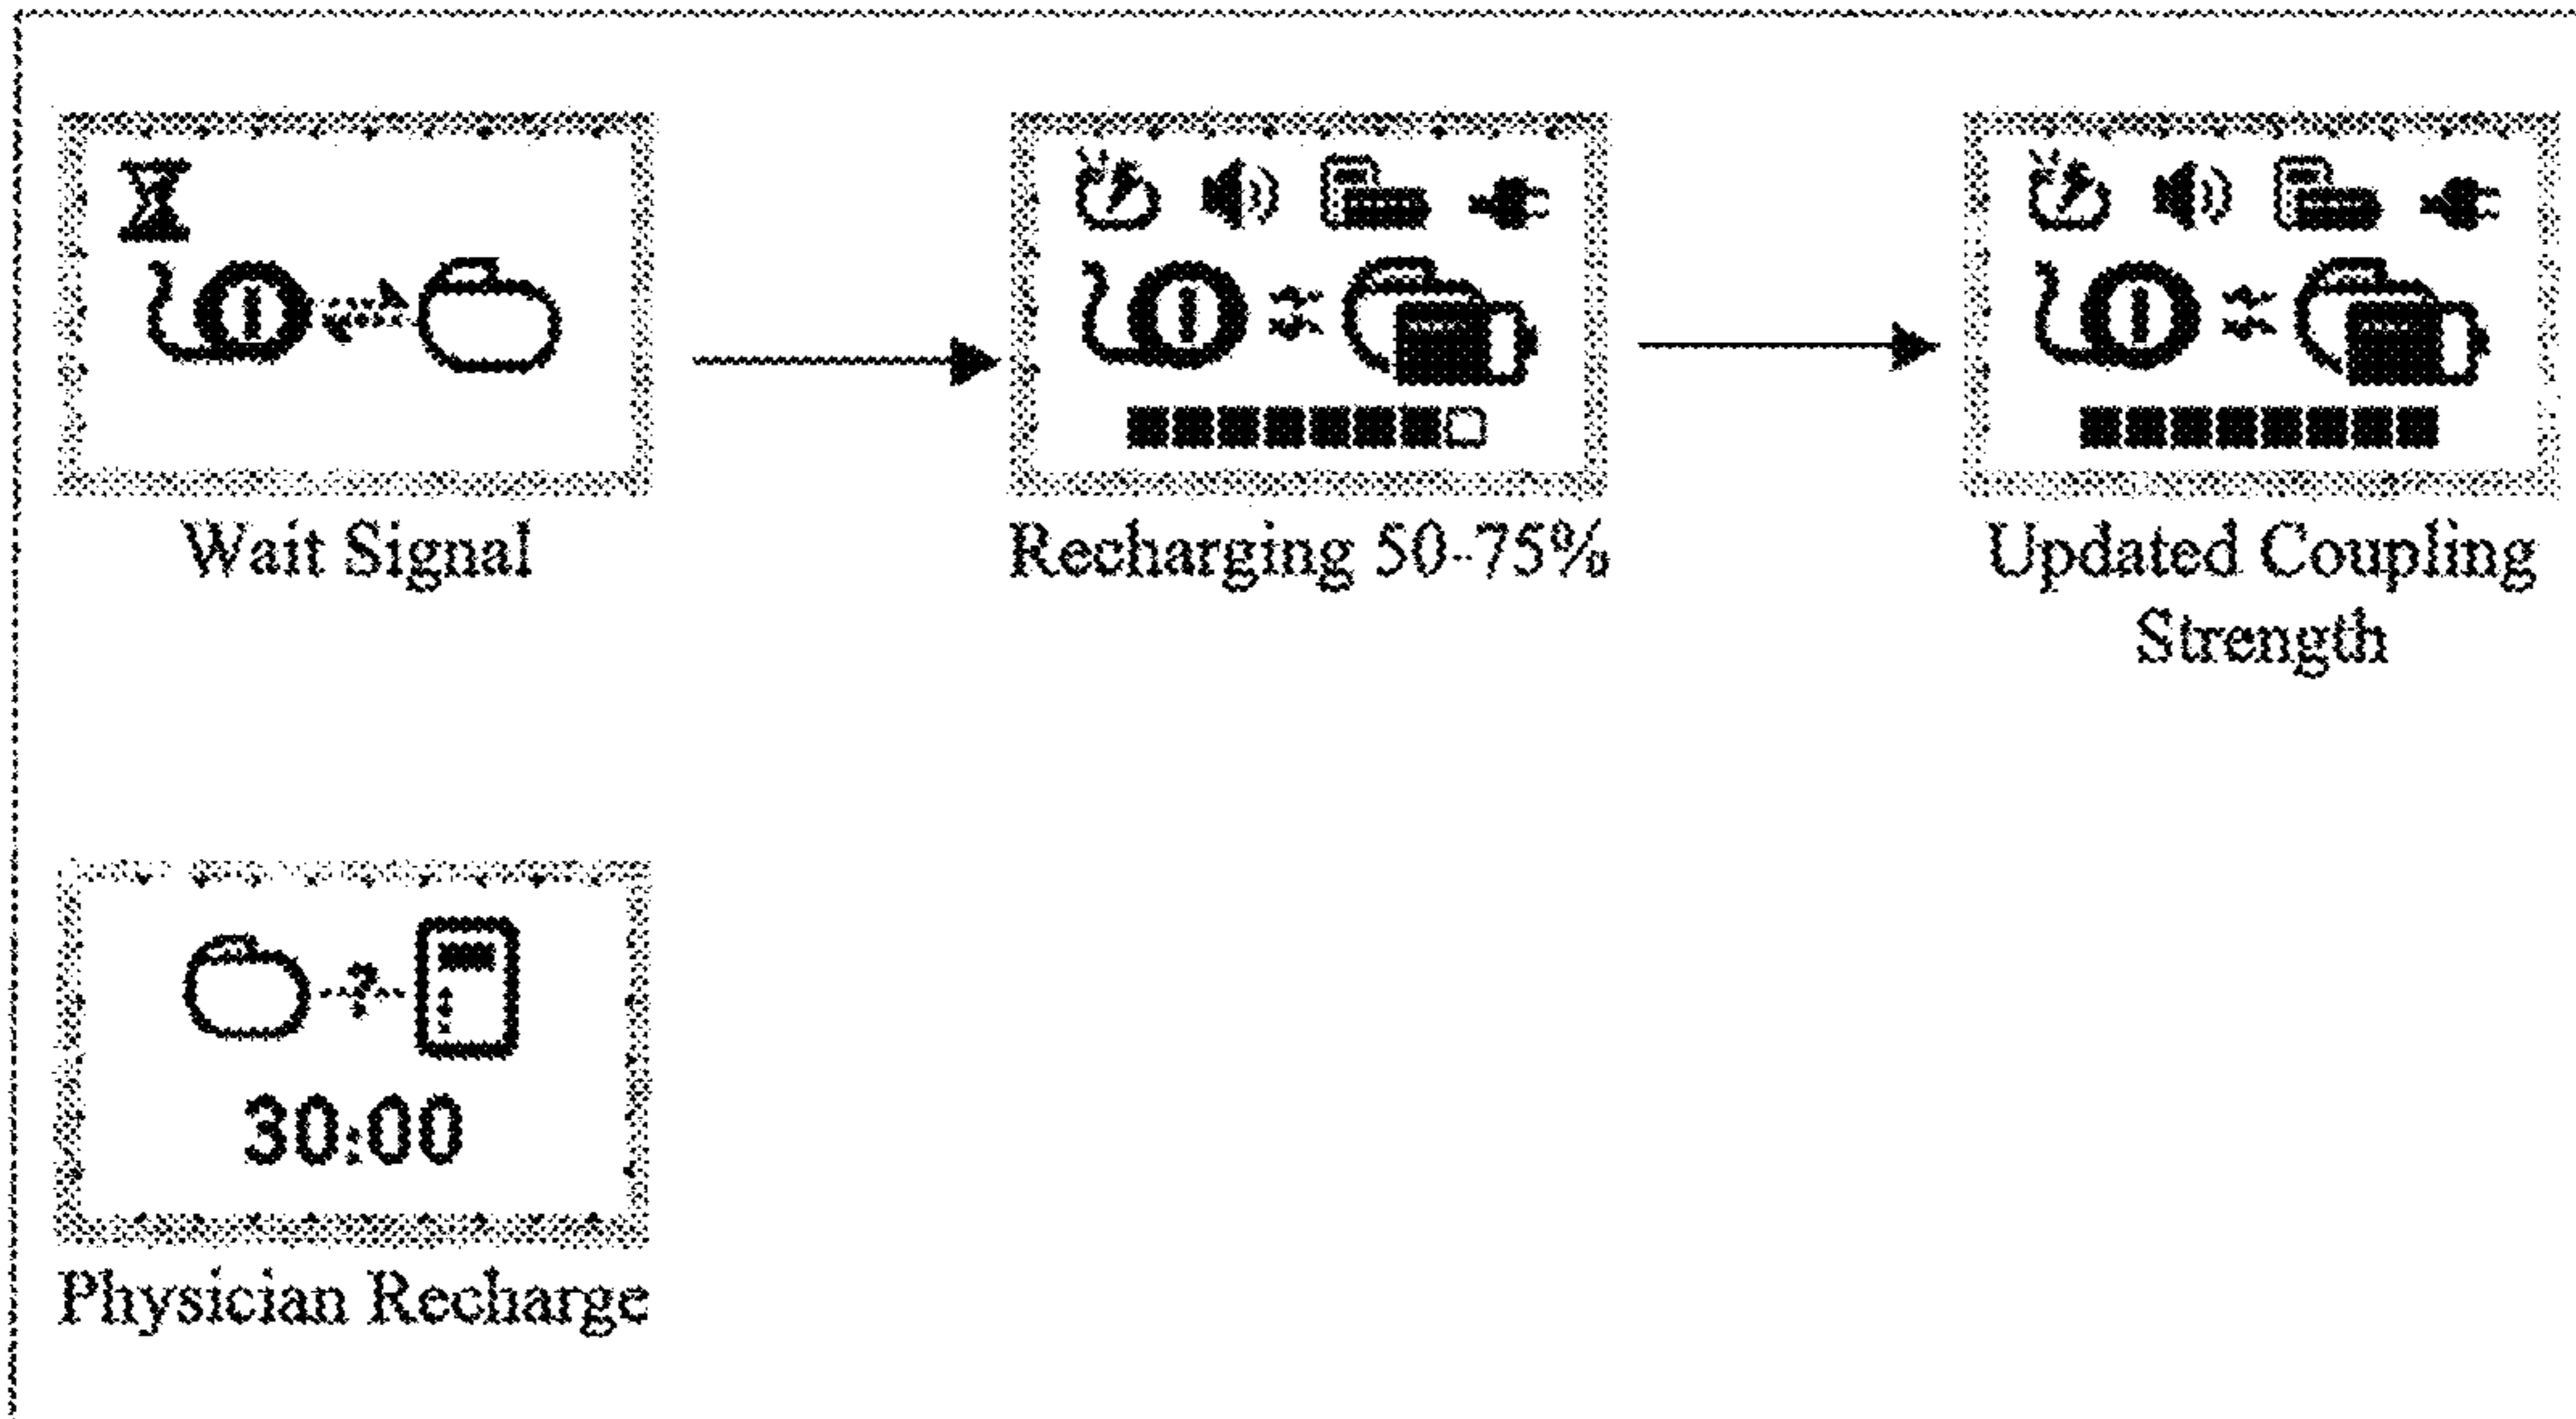 Wait Signal
Recharging 50-75%
Updated Coupling
Strength
30:00
Physician Recharge